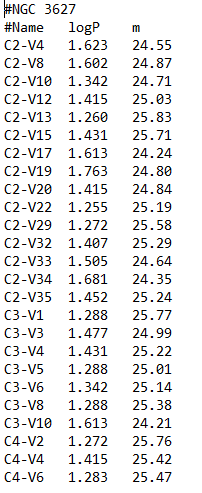 #NGC 3627
#Name logP m
C2-V4 1.623 24.55
C2-V8 1.602 24.87
C2-V10 1.342 24.71
C2-V12 1.415 25.03
C2-V13 1.260 25.83
C2-V15 1.431 25.71
C2-V17 1.613 24.24
C2-V19 1.763 24.80
C2-V20 1.415 24.84
C2-V22 1.255 25.19
C2-V29 1.272 25.58
C2-V32 1.407 25.29
C2-V33 1.505 24.64
C2-V34 1.681 24.35
C2-V35 1.452 25.24
C3-V1 1.288 25.77
C3-V3 1.477 24.99
C3-V4 1.431 25.22
C3-V5 1.288 25.01
C3-V6 1.342 25.14
C3-V8 1.288 25.38
C3-V10 1.613 24.21
C4-V2 1.272 25.76
C4-V4 1.415 25.42
C4-V6 1.283 25.47